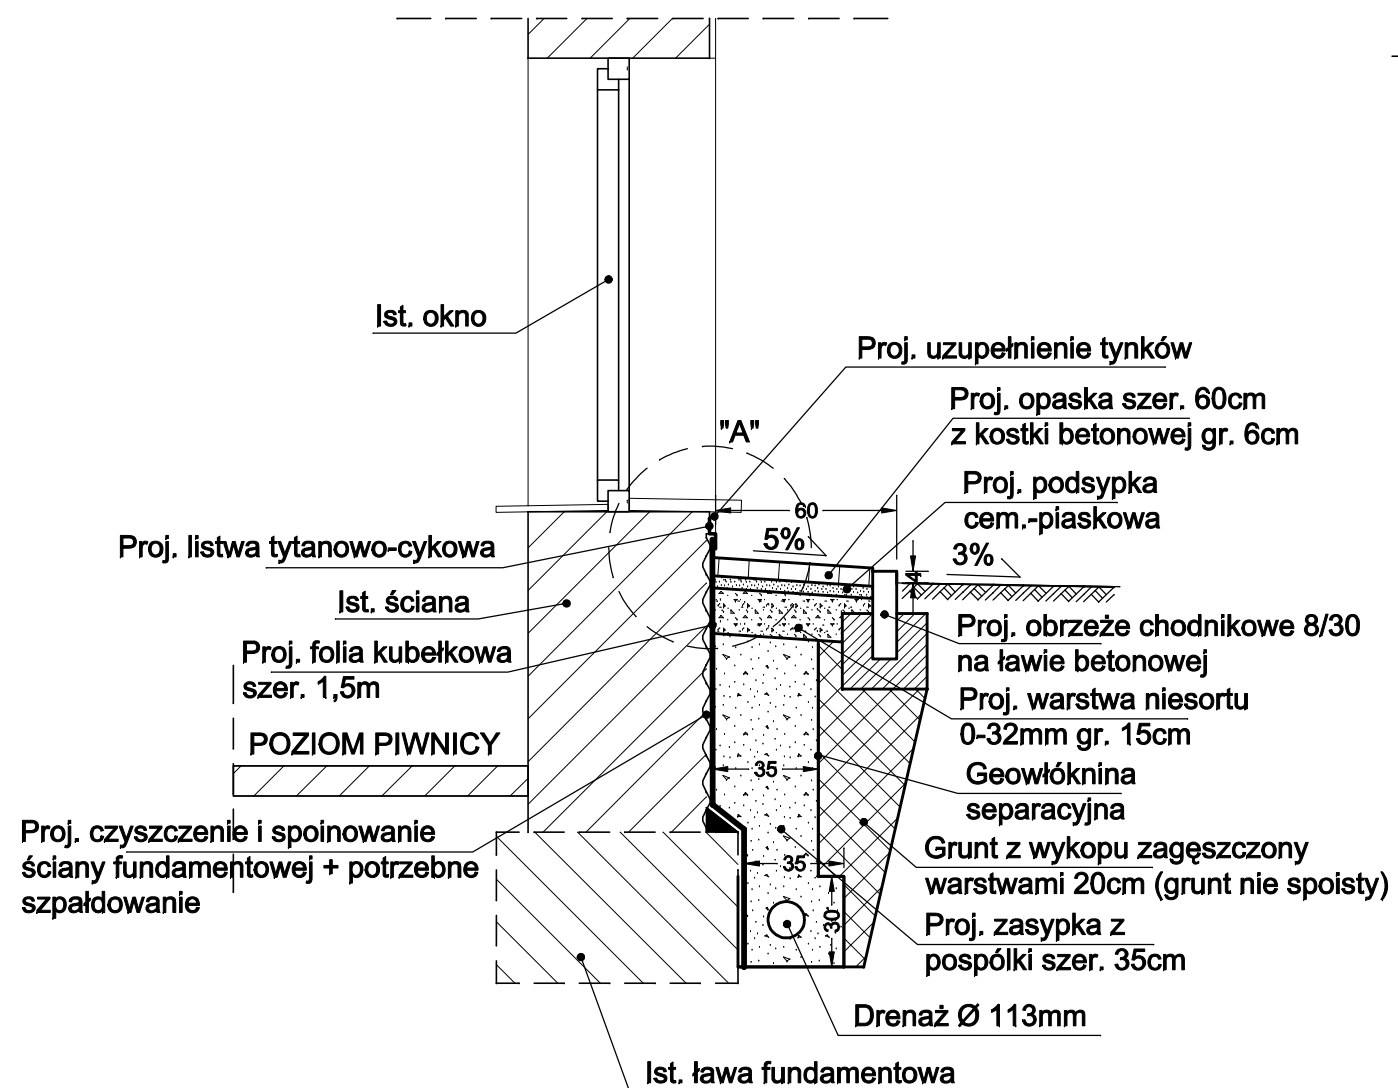 Ist. okno
Proj. uzupełnienie tynków
Proj. opaska szer. 60cm
z kostki betonowej gr. 6cm
"A"
Proj. podsypka
cem.-piaskowa
60
Proj. listwa tytanowo-cykowa
5%
3%
4
Ist. ściana
Proj. obrzeże chodnikowe 8/30
na ławie betonowej
Proj. folia kubełkowa
szer. 1,5m
Proj. warstwa niesortu
0-32mm gr. 15cm
POZIOM PIWNICY
35
Geowłóknina
separacyjna
Proj. czyszczenie i spoinowanie
ściany fundamentowej + potrzebne
szpałdowanie
35
Grunt z wykopu zagęszczony
warstwami 20cm (grunt nie spoisty)
30
Proj. zasypka z
pospólki szer. 35cm
Drenaż Ø 113mm
Ist. ława fundamentowa